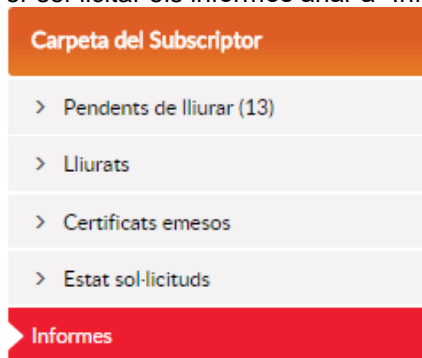 Carpeta del Subscriptor
Pendents de lliurar (13)
Lliurats
Certificats emesos
Estat sol·licituds
Informes